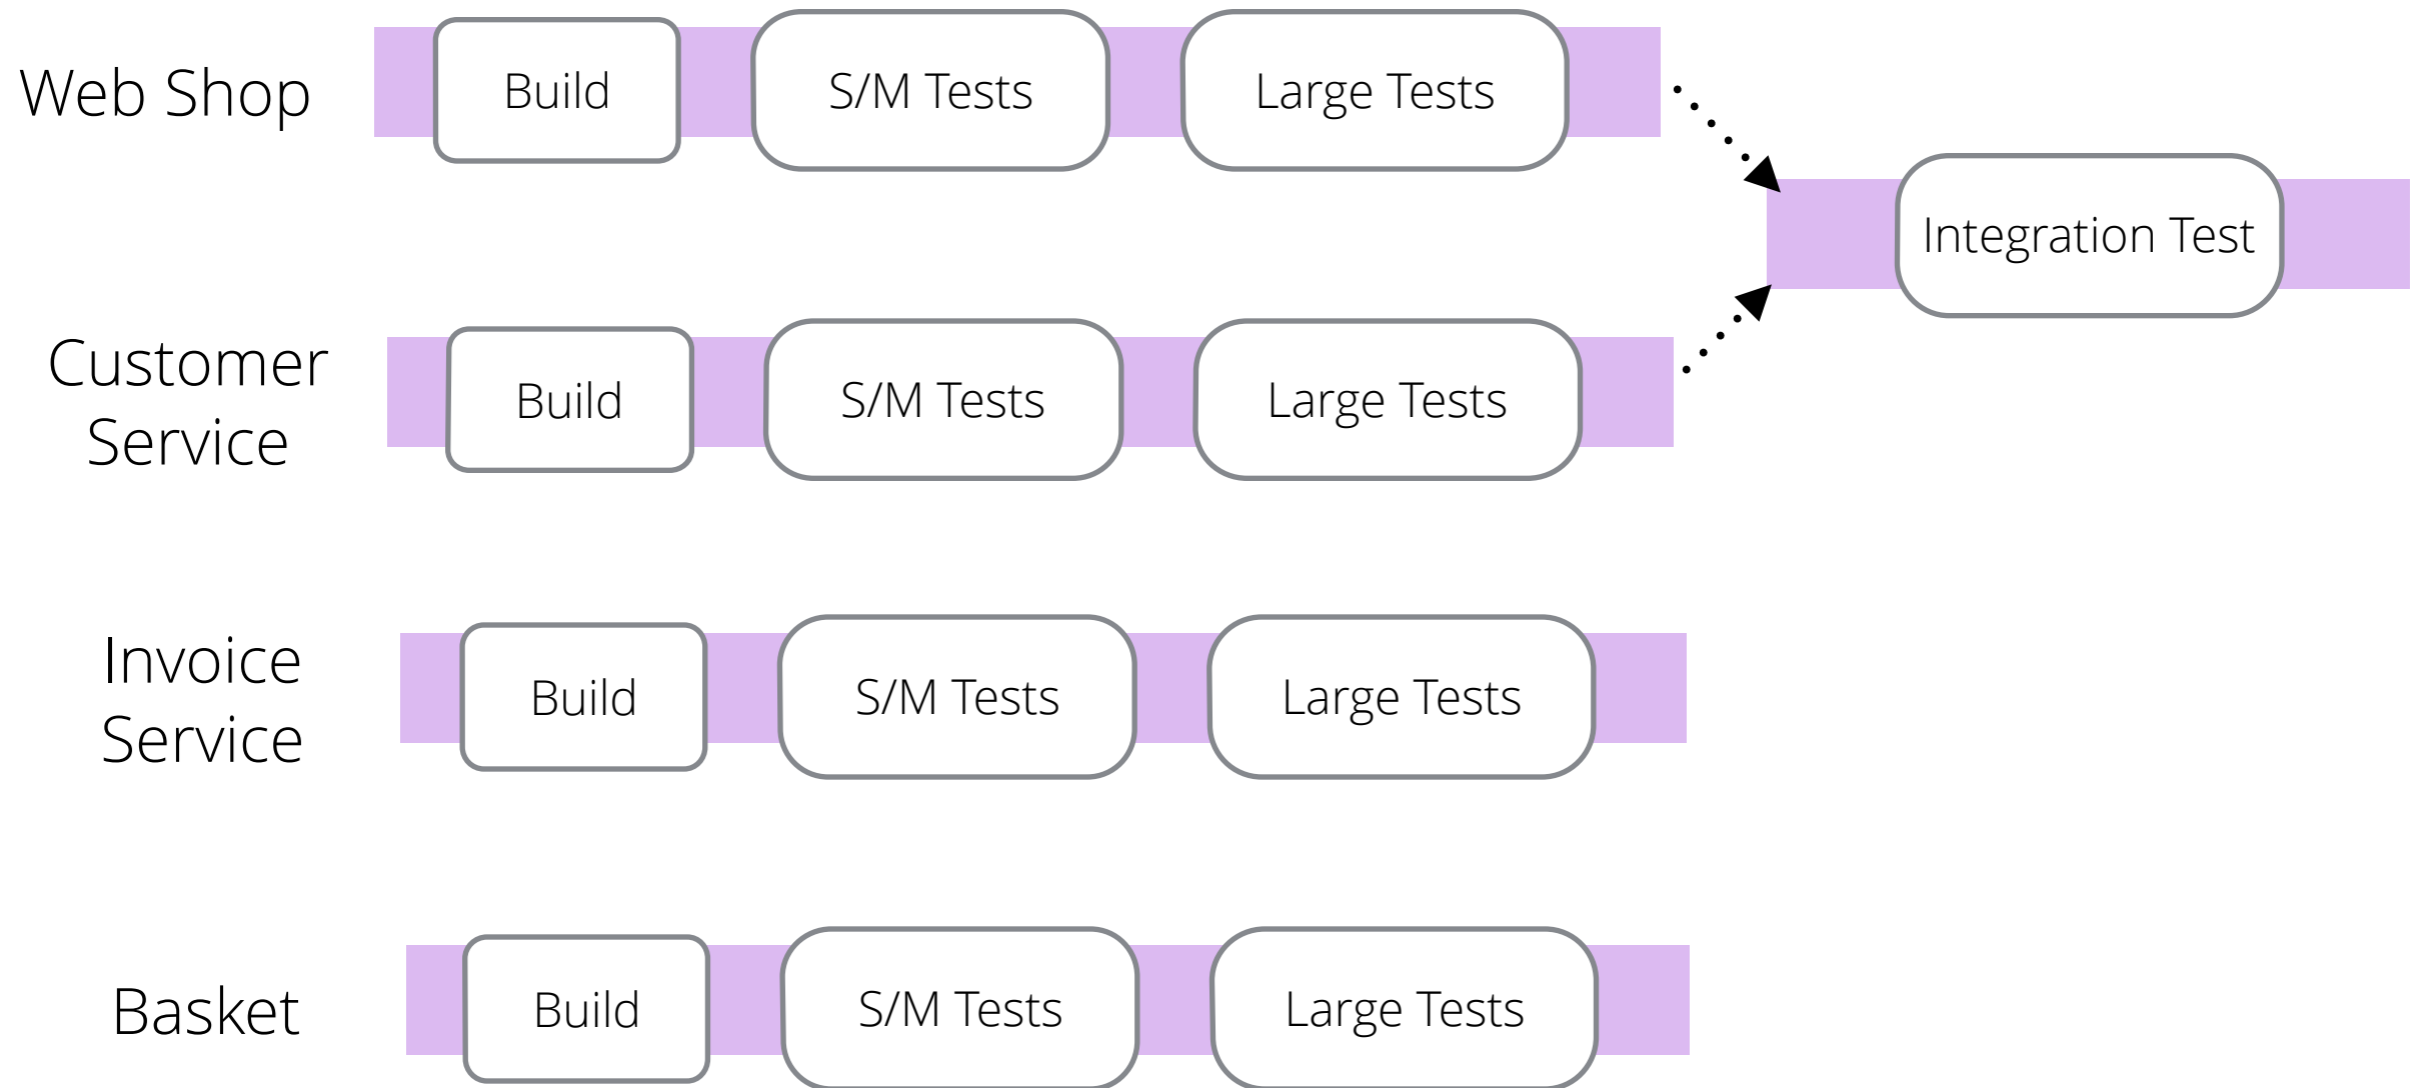 Web Shop
Build
S/M Tests
Large Tests
Integration Test
Customer
Service
Build
S/M Tests
Large Tests
Invoice
Service
Build
S/M Tests
Large Tests
Basket
Build
S/M Tests
Large Tests